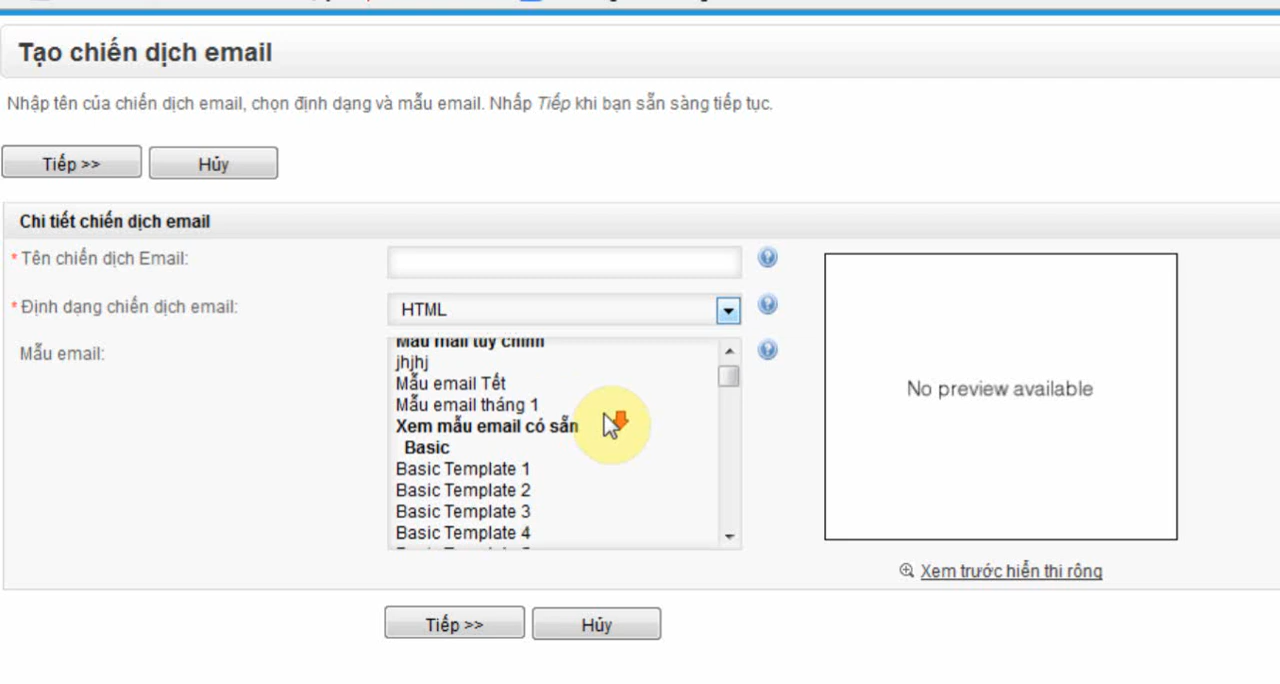 Tạo chiến dịch email
Nhập tên của chiến dịch email, chọn định dạng và mẫu email. Nhấp Tiếp khi bạn sẵn sàng tiếp tục.
Tiếp >> Hủy
Chi tiết chiến dịch email
* Tên chiến dịch Email:
* Định dạng chiến dịch email: HTML
Mẫu email:
Mẫu mail tùy chỉnh
jhjhj
Mẫu email Tết
Mẫu email tháng 1
Xem mẫu email có sẵn
Basic
Basic Template 1
Basic Template 2
Basic Template 3
Basic Template 4
No preview available
Xem trước hiển thị rộng
Tiếp >> Hủy